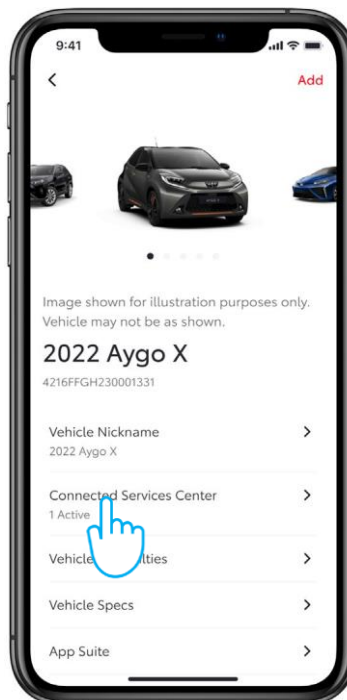 9:41
Add
Image shown for illustration purposes only.
Vehicle may not be as shown.
2022 Aygo X
4216FFGH230001331
Vehicle Nickname
2022 Aygo X
Connected Services Center
1 Active
Vehicle
Vehicle Specs
App Suite